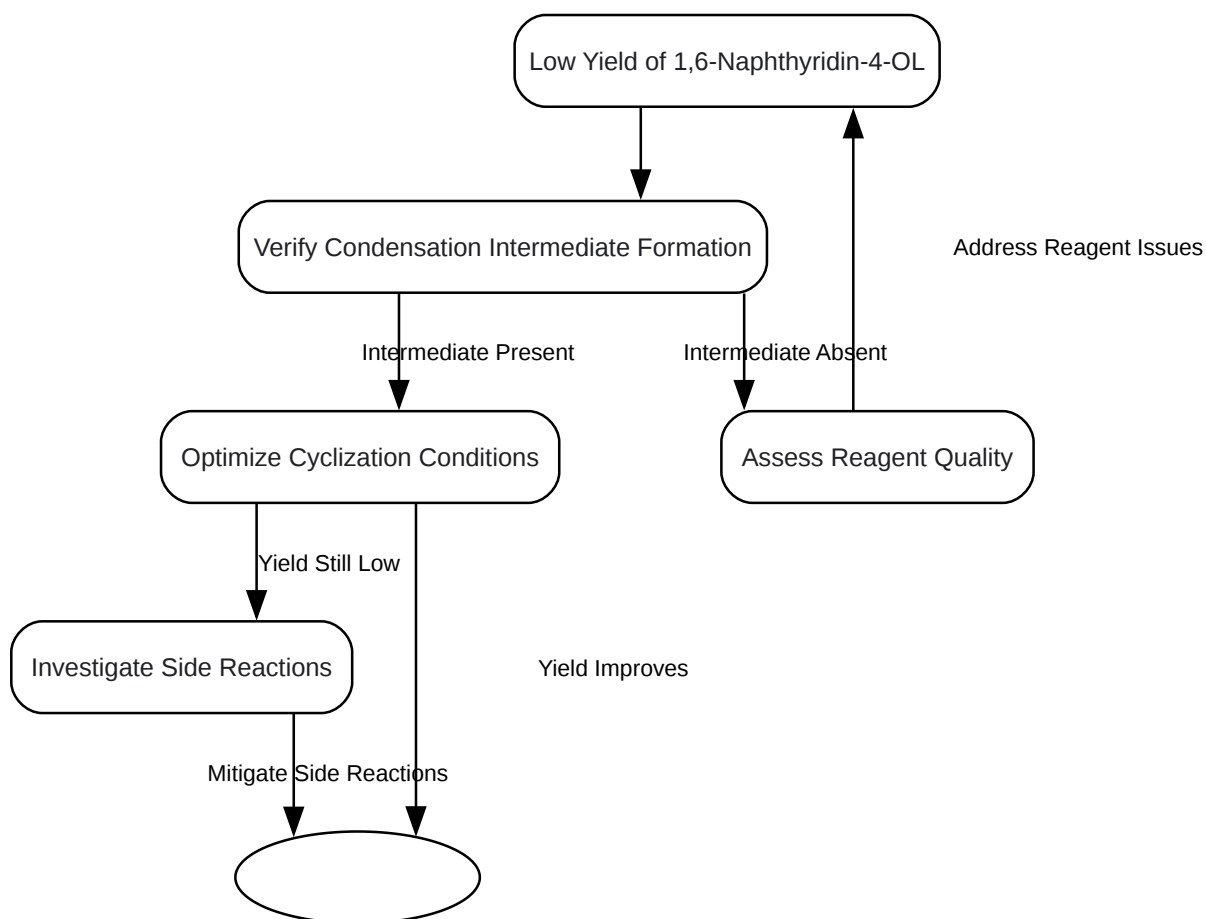 Low Yield of 1,6-Naphthyridin-4-OL
Verify Condensation Intermediate Formation
Address Reagent Issues
Intermediate Present
Intermediate Absent
Optimize Cyclization Conditions
Assess Reagent Quality
Yield Still Low
Investigate Side Reactions
Yield Improves
Mitigate Side Reactions